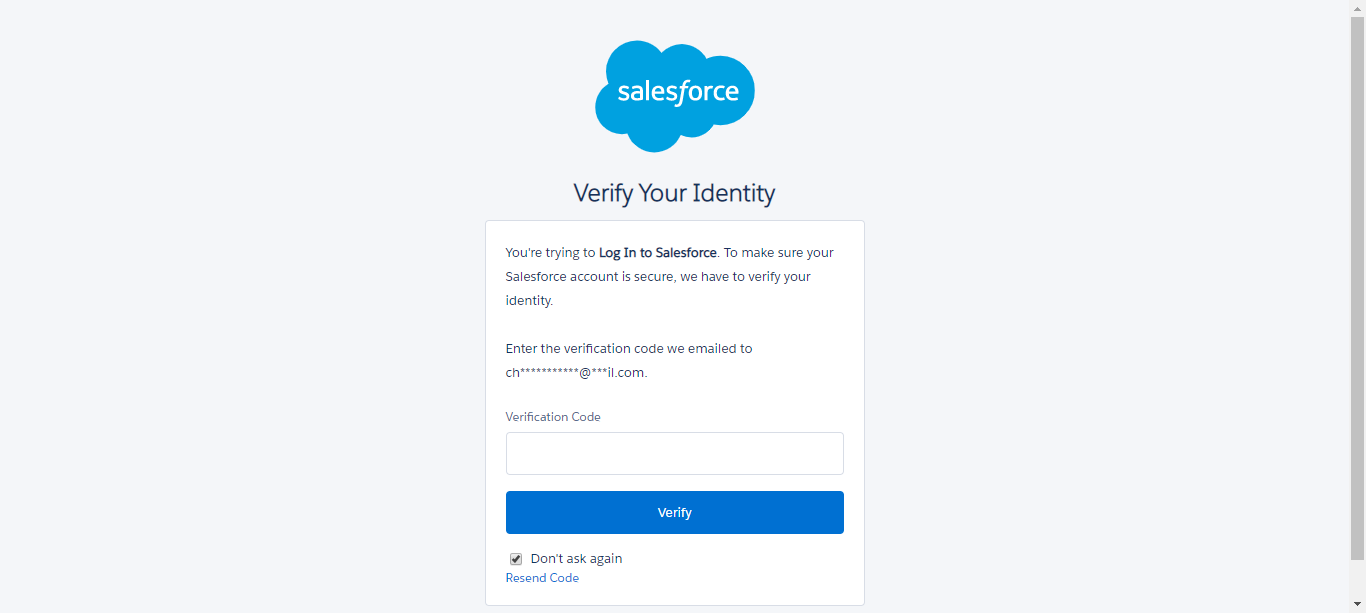 salesforce
Verify Your Identity
You're trying to Log In to Salesforce. To make sure your
Salesforce account is secure, we have to verify your
identity.
Enter the verification code we emailed to
ch***********@***il.com.
Verification Code
Verify
Don't ask again
Resend Code